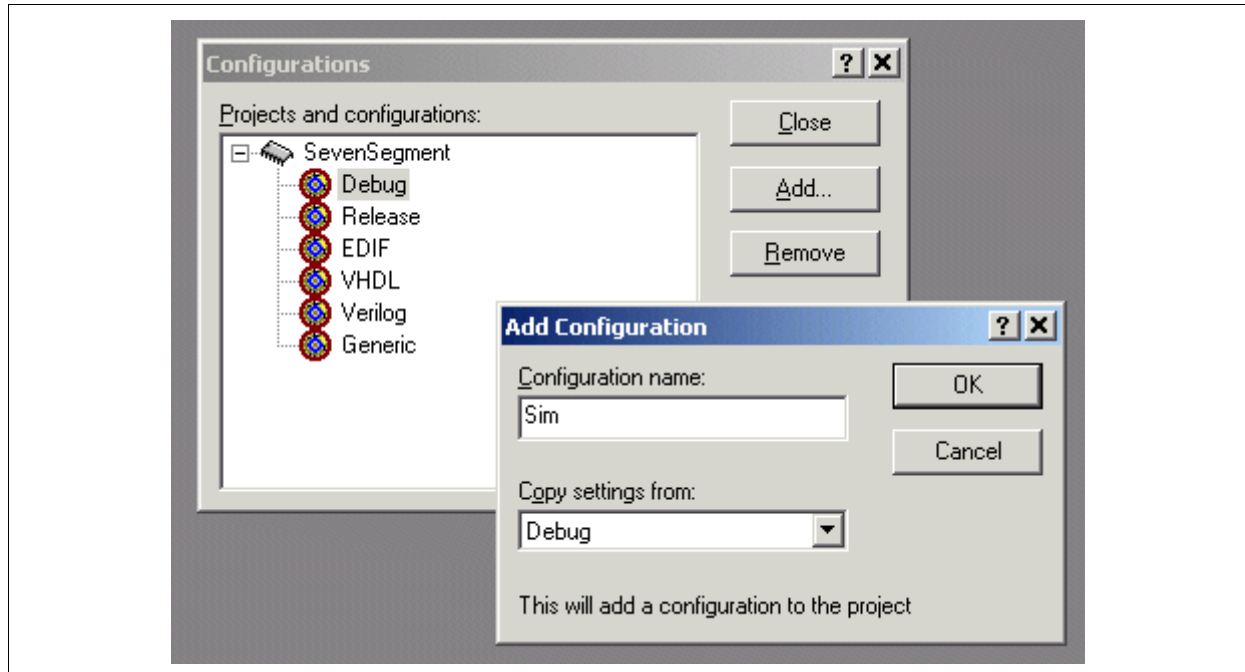 Configurations
Projects and configurations:
SevenSegment
Debug
Release
EDIF
VHDL
Verilog
Generic
Close
Add...
Remove
Add Configuration
Configuration name:
Sim
Copy settings from:
Debug
This will add a configuration to the project
OK
Cancel